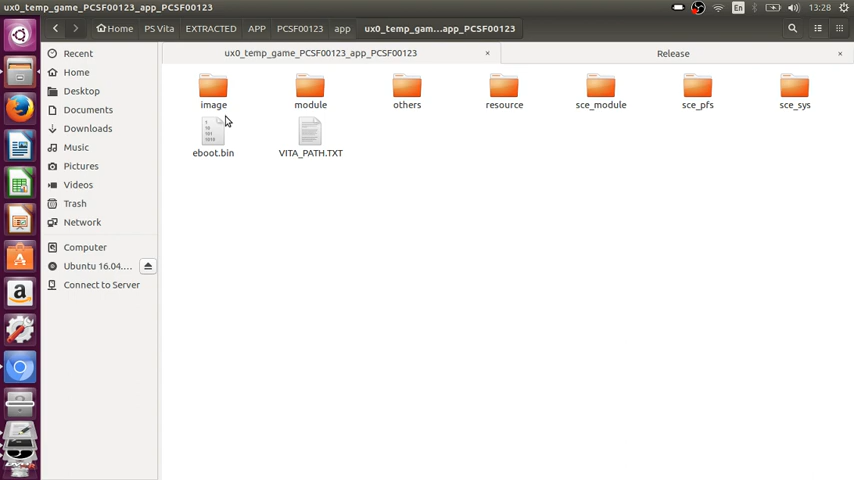 ux0_temp_game_PCSF00123_app_PCSF00123
En
13:28
Home
PS Vita
EXTRACTED
APP
PCSF00123
app
ux0_temp_gam...app_PCSF00123
ux0_temp_game_PCSF00123_app_PCSF00123
Release
Recent
Home
Desktop
Documents
Downloads
Music
Pictures
Videos
Trash
Network
Computer
Ubuntu 16.04....
Connect to Server
image
module
others
resource
sce_module
sce_pfs
sce_sys
eboot.bin
VITA_PATH.TXT